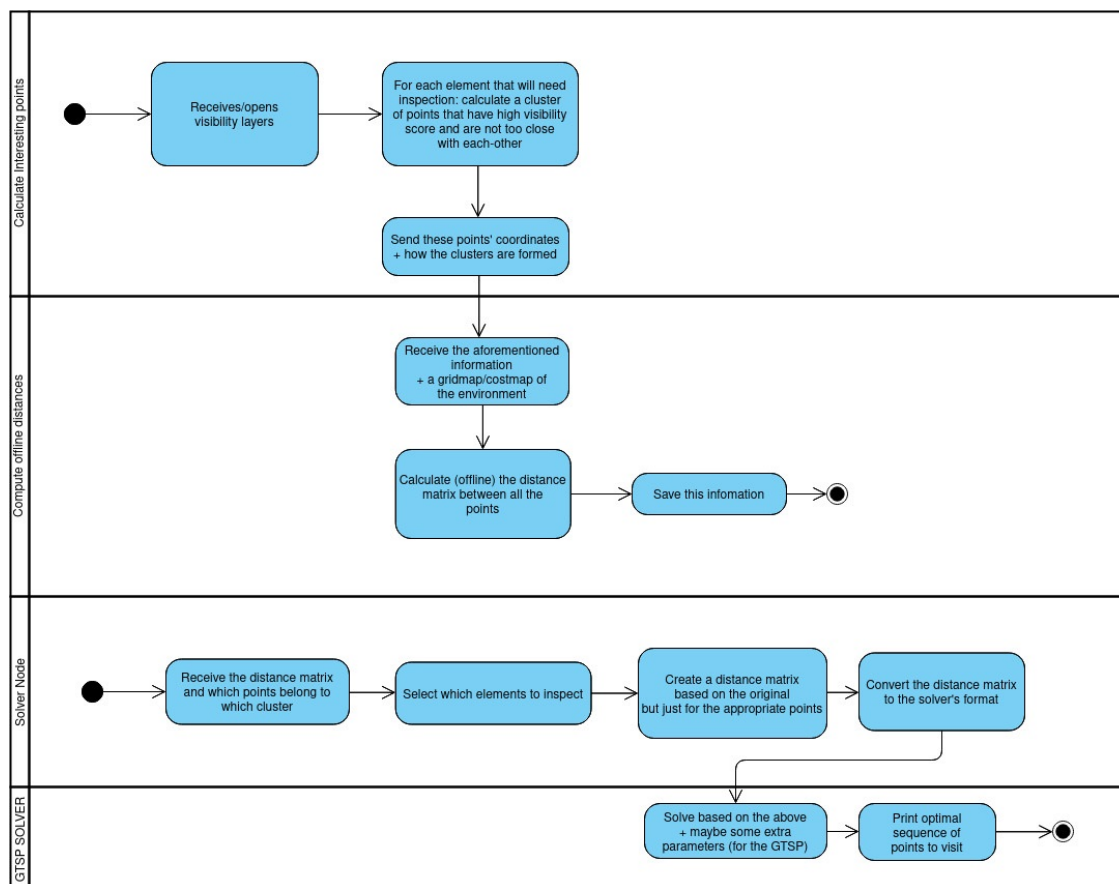 Calculate Interesting points
Receives/opens
visibility layers
For each element that will need
inspection: calculate a cluster
of points that have high visibility
score and are not too close
with each-other
Send these points' coordinates
+ how the clusters are formed
Compute offline distances
Receive the aforementioned
information
+ a gridmap/costmap of
the environment
Calculate (offline) the distance
matrix between all the
points
Save this infomation
Solver Node
Receive the distance matrix
and which points belong to
which cluster
Select which elements to inspect
Create a distance matrix
based on the original
but just for the appropriate points
Convert the distance matrix
to the solver's format
GTSP SOLVER
Solve based on the above
+ maybe some extra
parameters (for the GTSP)
Print optimal
sequence of
points to visit